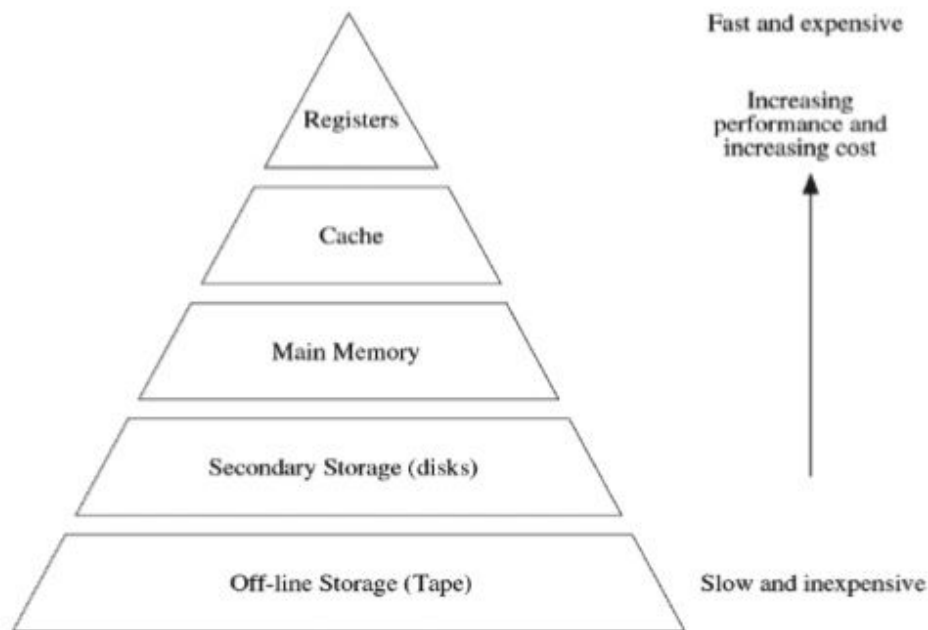 Fast and expensive
Registers
Increasing
performance and
increasing cost
Cache
Main Memory
Secondary Storage (disks)
Off-line Storage (Tape)
Slow and inexpensive